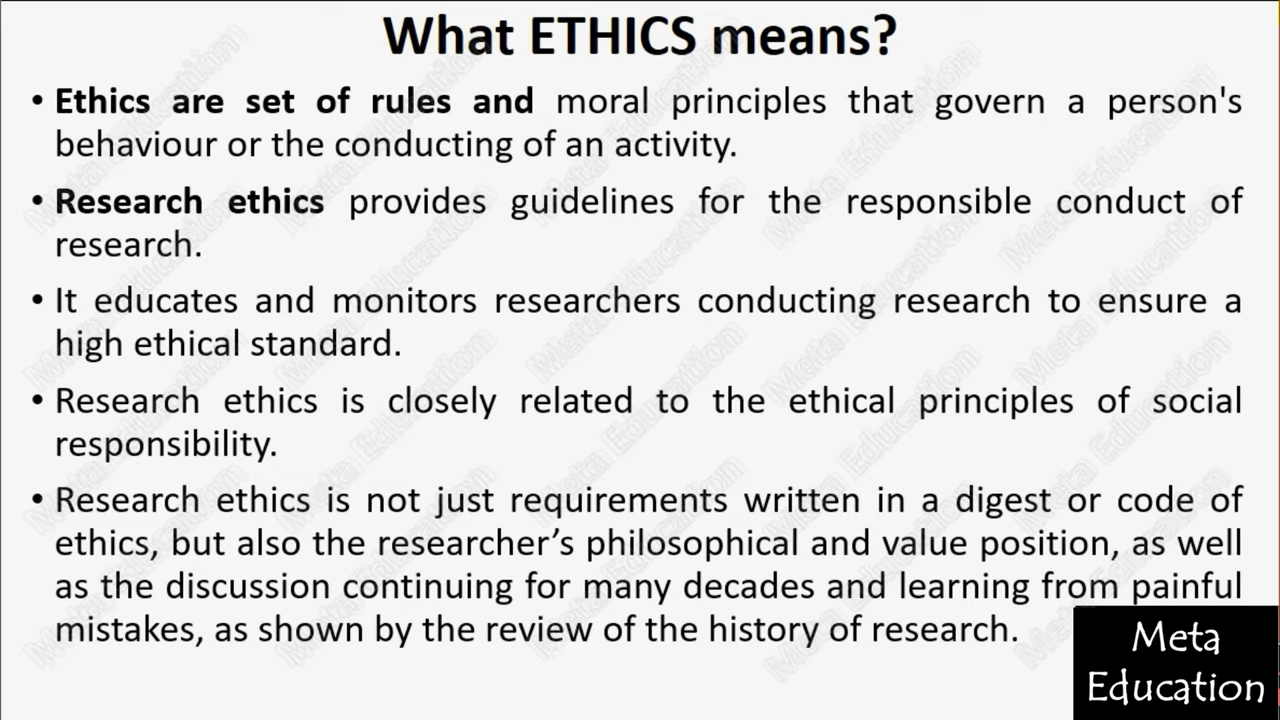 What ETHICS means?
• Ethics are set of rules and moral principles that govern a person's
behaviour or the conducting of an activity.
• Research ethics provides guidelines for the responsible conduct of
research.
• It educates and monitors researchers conducting research to ensure a
high ethical standard.
• Research ethics is closely related to the ethical principles of social
responsibility.
• Research ethics is not just requirements written in a digest or code of
ethics, but also the researcher’s philosophical and value position, as well
as the discussion continuing for many decades and learning from painful
mistakes, as shown by the review of the history of research.
Meta
Education